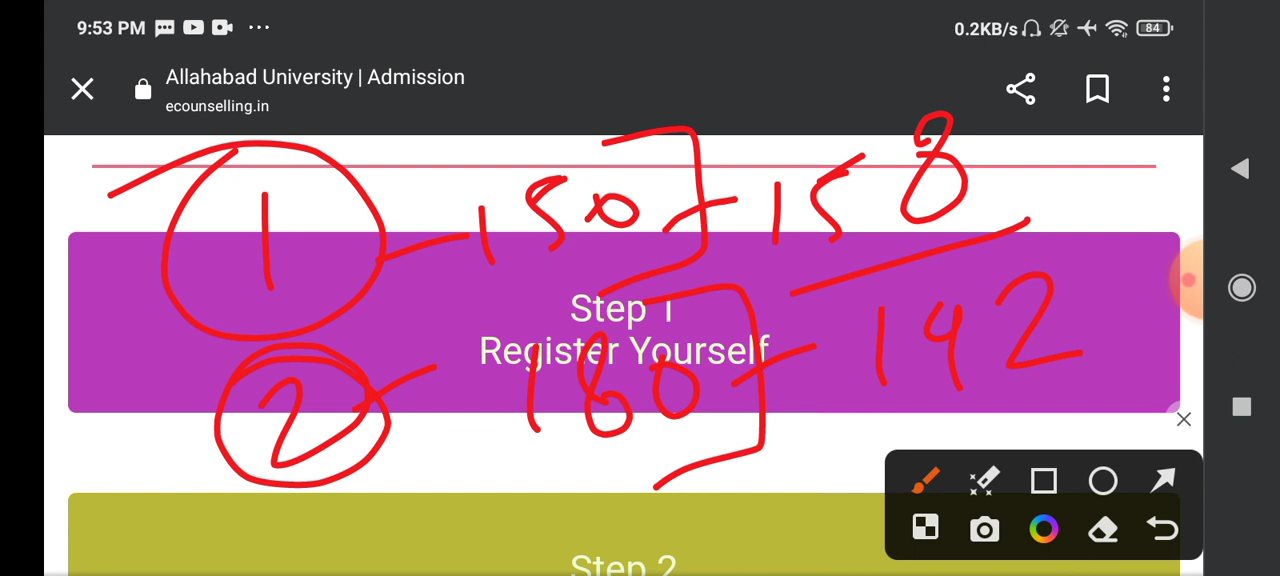 9:53 PM ...
0.2KB/s 84
Allahabad University | Admission
ecounselling.in
1 - 150 - 158
Step 1
Register Yourself
2 - 180 - 192
Step 2